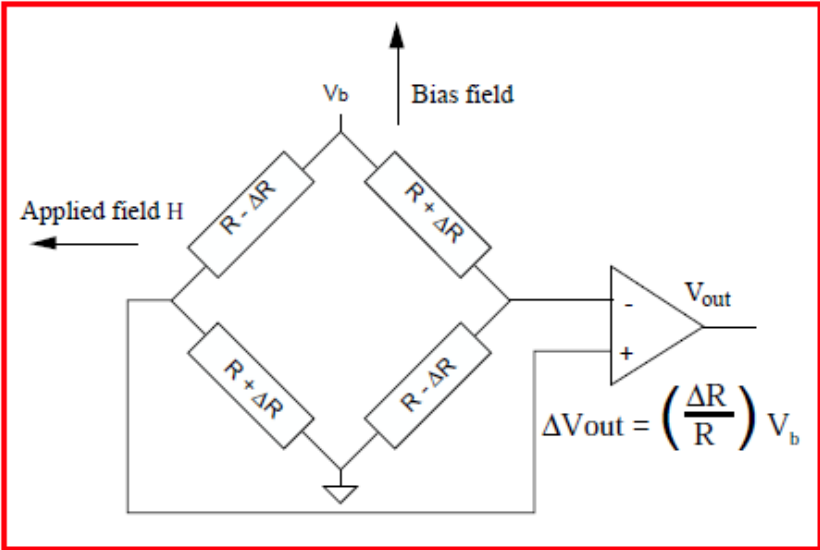 Vb
Bias field
Applied field H
R - ΔR
R + ΔR
R + ΔR
R - ΔR
-
+
Vout
ΔVout = (ΔR/R) Vb